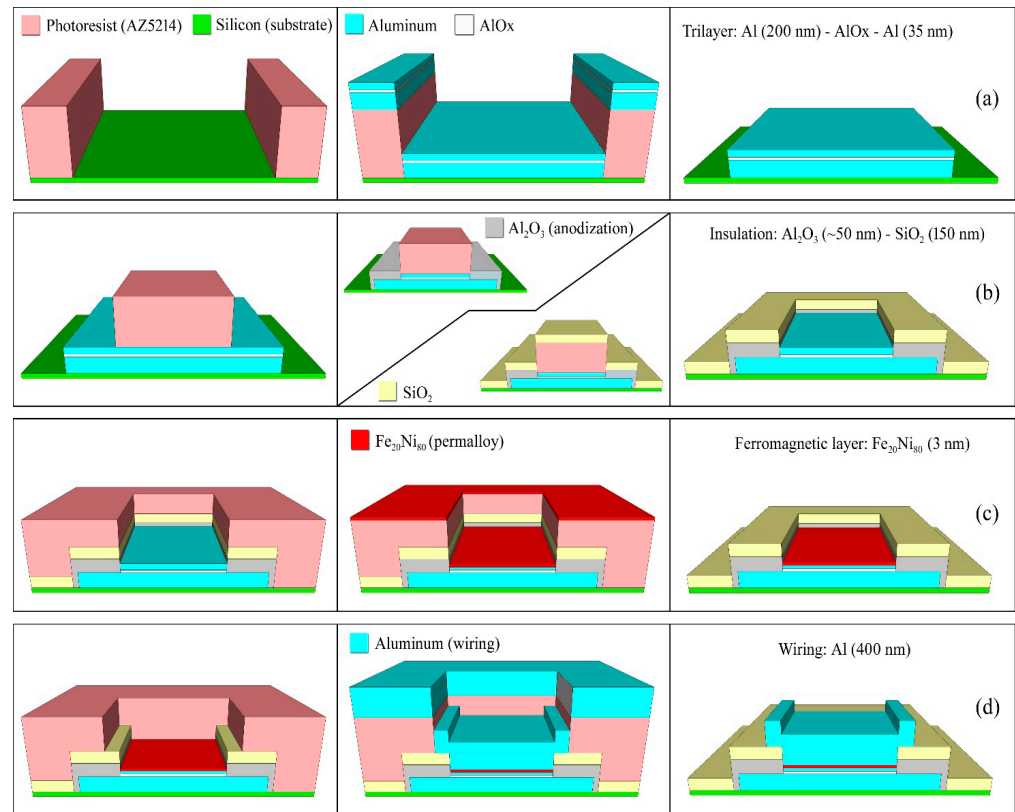 Photoresist (AZ5214)
Silicon (substrate)
Aluminum
AlOx
Trilayer: Al (200 nm) - AlOx - Al (35 nm)
(a)
Al₂O₃ (anodization)
SiO₂
Insulation: Al₂O₃ (~50 nm) - SiO₂ (150 nm)
(b)
Fe₂₀Ni₈₀ (permalloy)
Ferromagnetic layer: Fe₂₀Ni₈₀ (3 nm)
(c)
Aluminum (wiring)
Wiring: Al (400 nm)
(d)